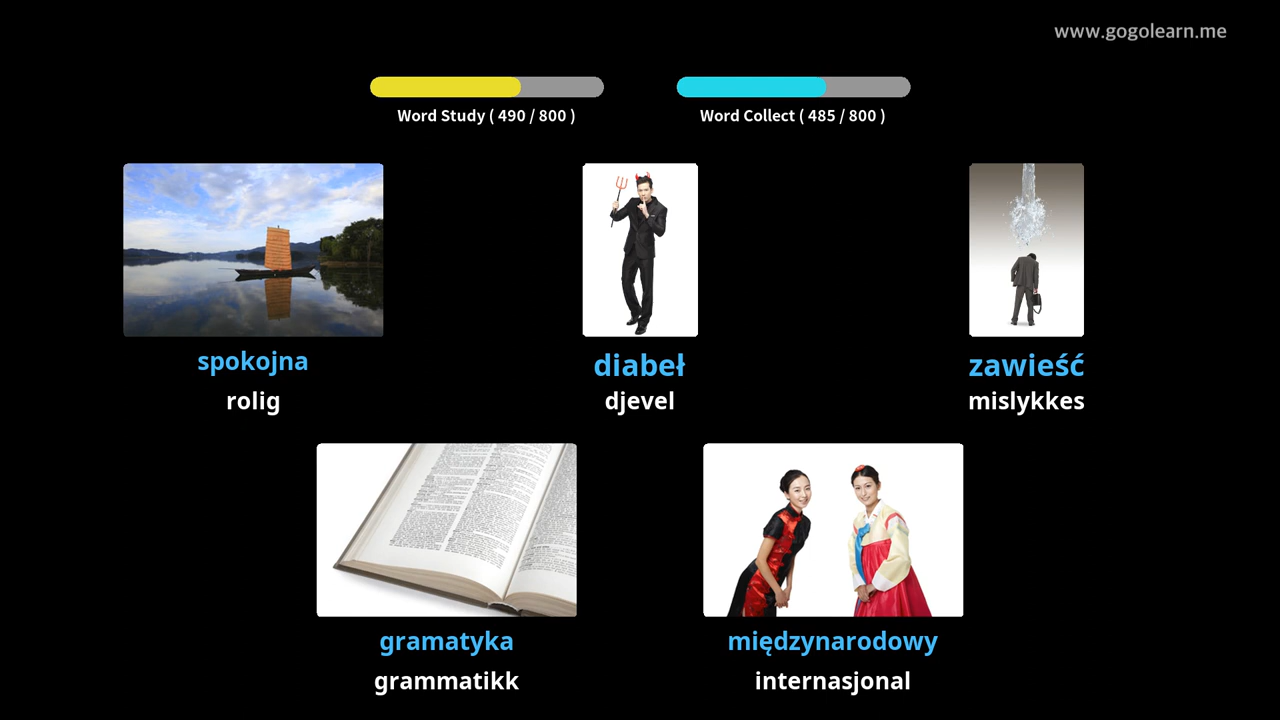 www.gogolearn.me
Word Study ( 490 / 800 )
Word Collect ( 485 / 800 )
spokojna
rolig
diabeł
djevel
zawieść
mislykkes
gramatyka
grammatikk
międzynarodowy
internasjonal